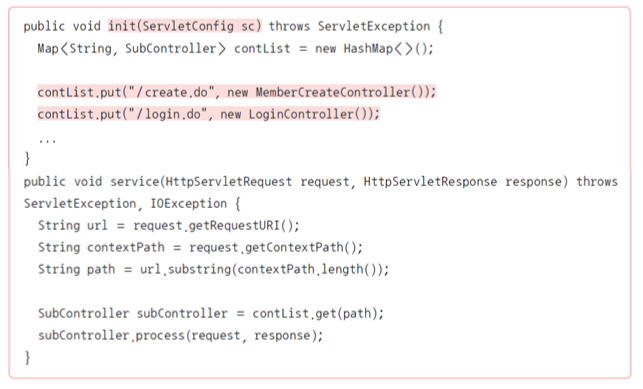 public void init(ServletConfig sc) throws ServletException {
Map<String, SubController> contList = new HashMap<>();
contList.put("/create.do", new MemberCreateController());
contList.put("/login.do", new LoginController());
...
}
public void service(HttpServletRequest request, HttpServletResponse response) throws
ServletException, IOException {
String url = request.getRequestURI();
String contextPath = request.getContextPath();
String path = url.substring(contextPath.length());
SubController subController = contList.get(path);
subController.process(request, response);
}